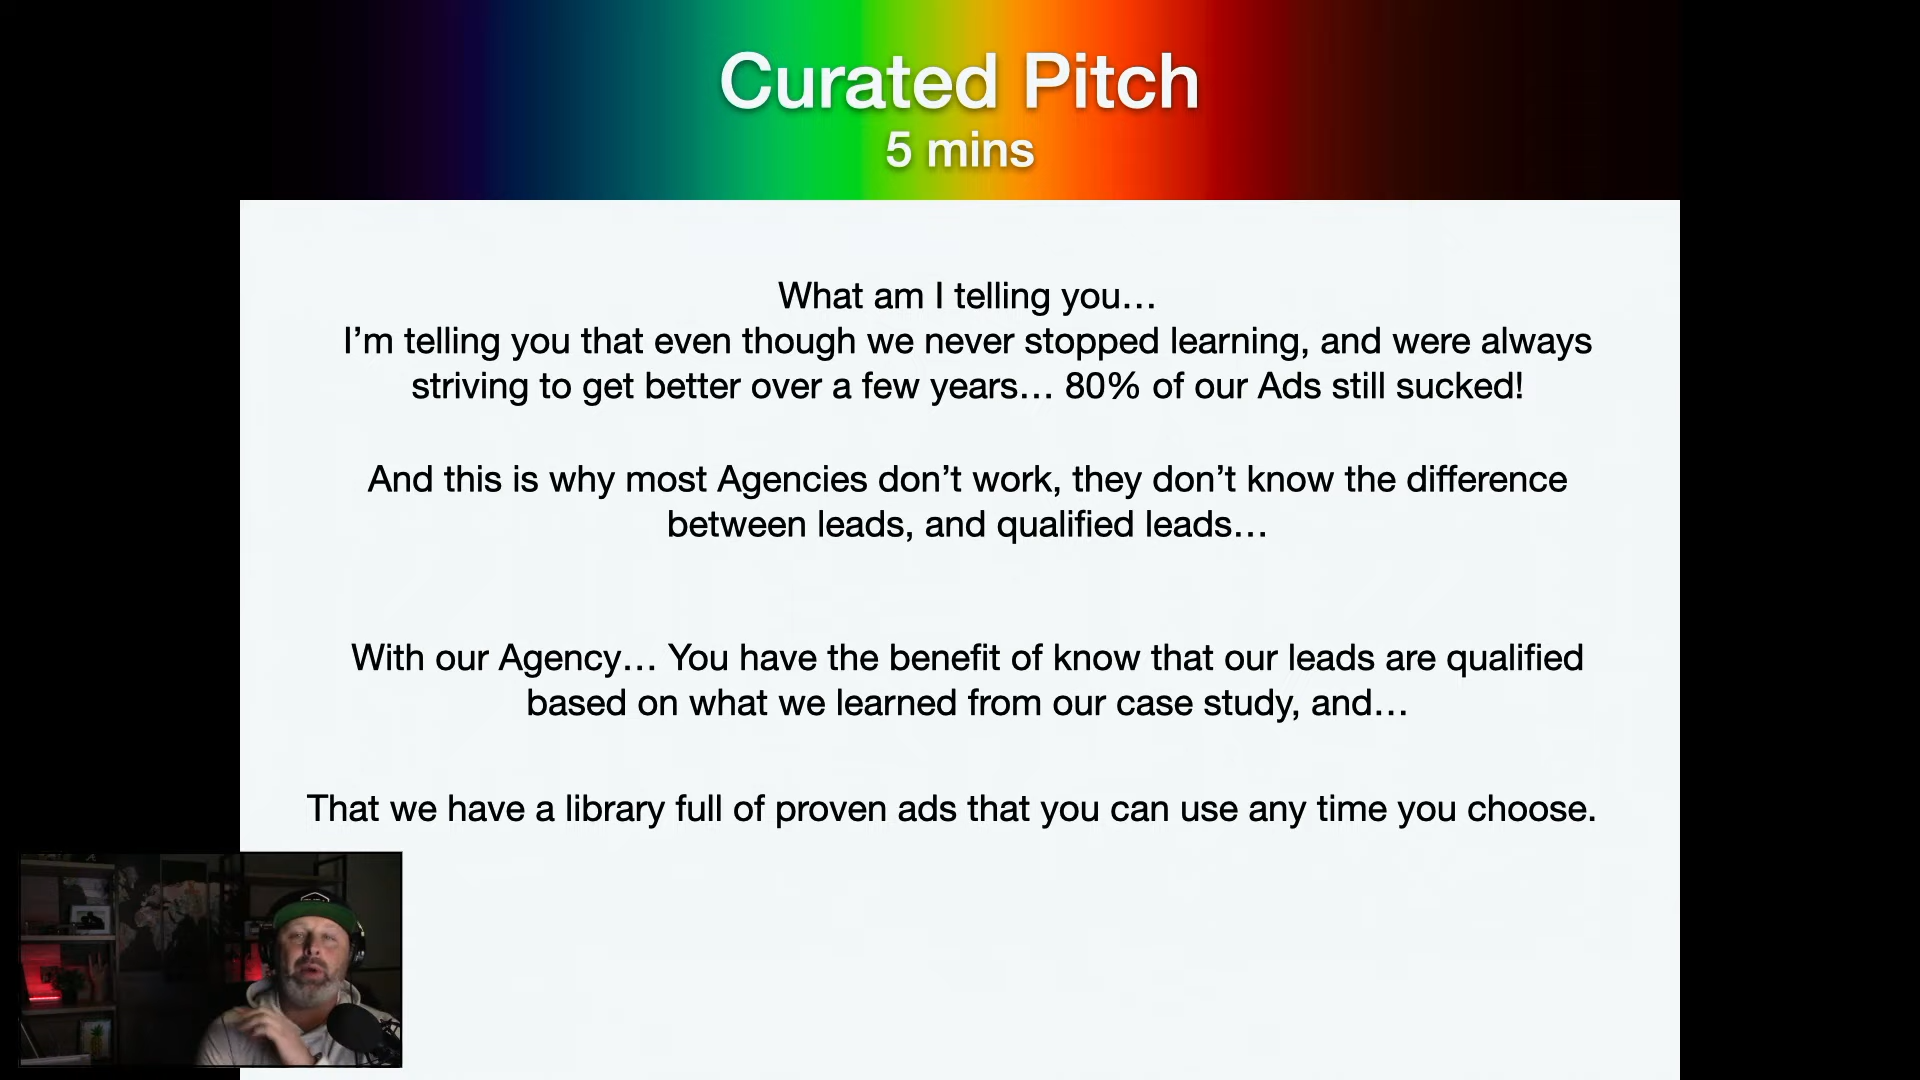 Curated Pitch
5 mins
What am I telling you…
I’m telling you that even though we never stopped learning, and were always
striving to get better over a few years… 80% of our Ads still sucked!
And this is why most Agencies don’t work, they don’t know the difference
between leads, and qualified leads…
With our Agency… You have the benefit of know that our leads are qualified
based on what we learned from our case study, and…
That we have a library full of proven ads that you can use any time you choose.